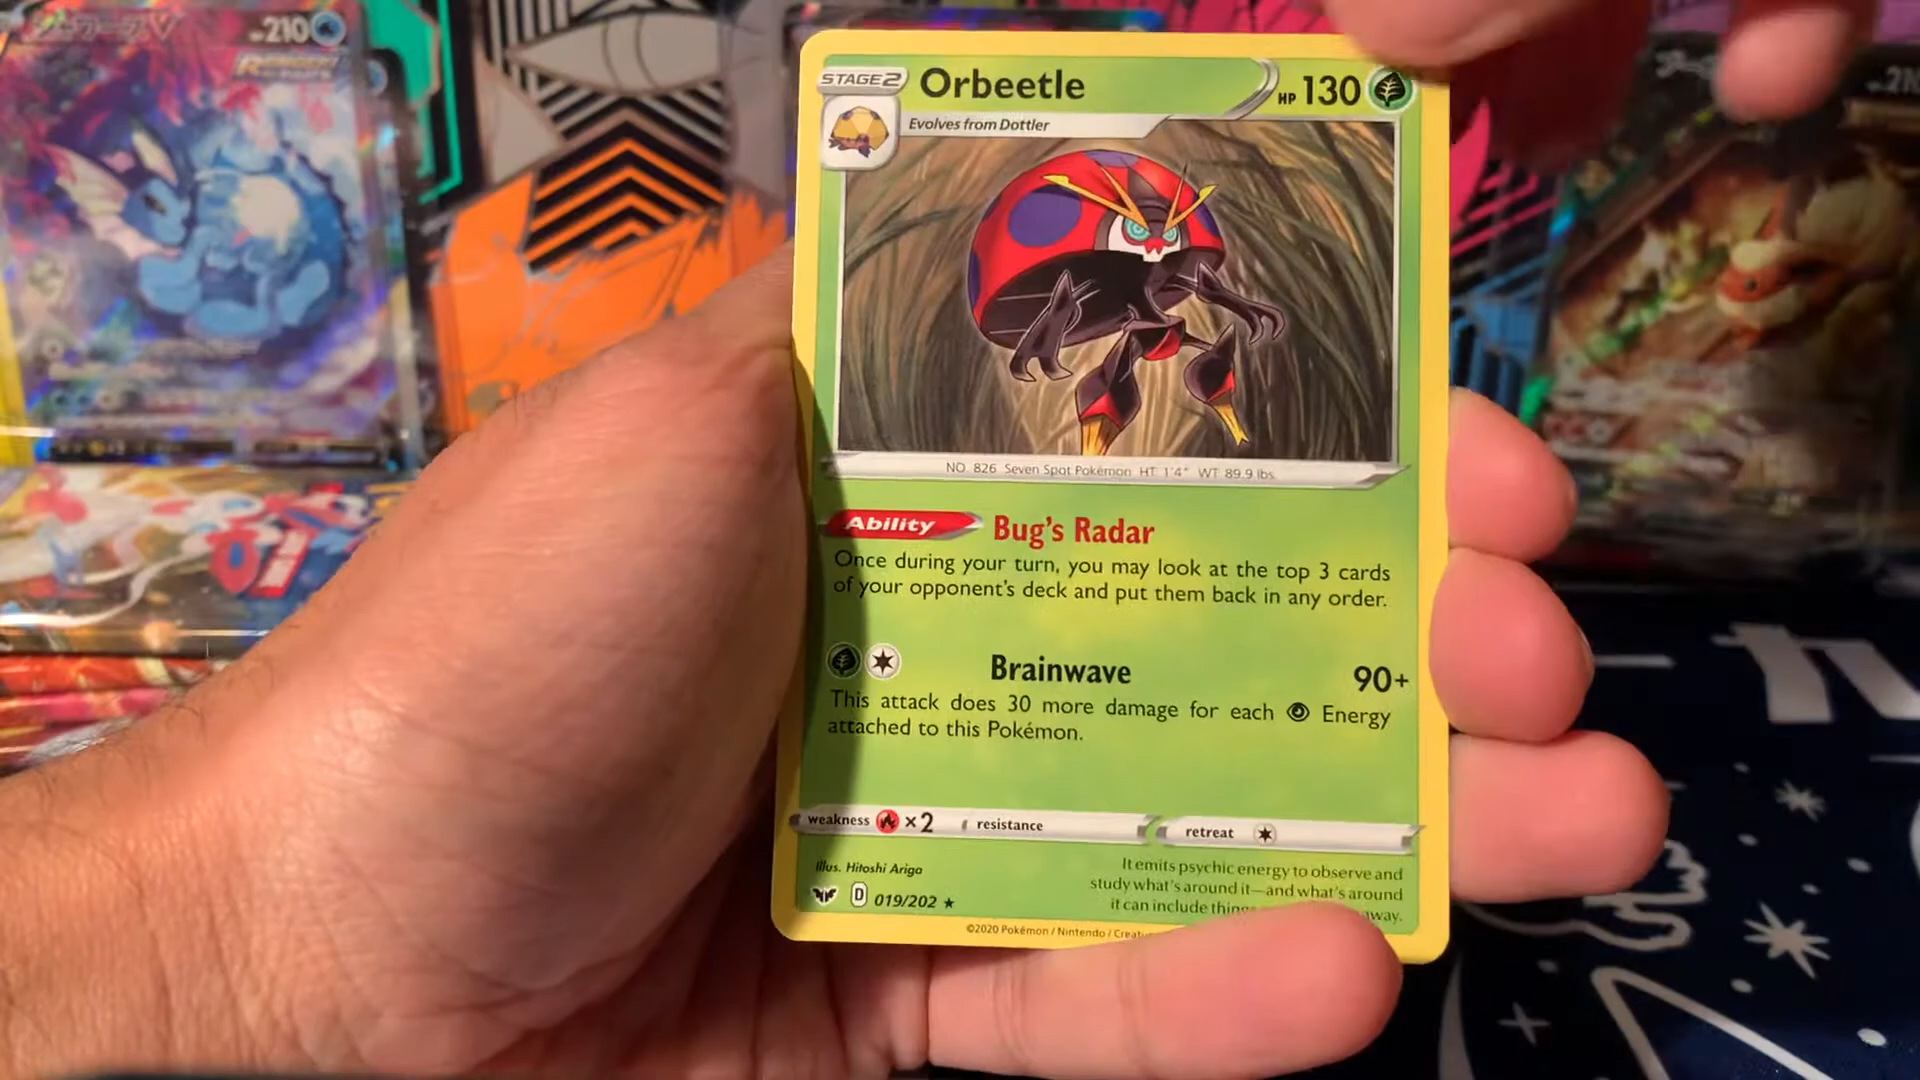 STAGE2 Orbeetle HP 130
Evolves from Dottler
NO. 826 Seven Spot Pokémon HT 1'4" WT 89.9 lbs.
Ability Bug's Radar
Once during your turn, you may look at the top 3 cards
of your opponent's deck and put them back in any order.
Brainwave 90+
This attack does 30 more damage for each Energy
attached to this Pokémon.
weakness ×2 resistance retreat
Illus. Hitoshi Ariga
It emits psychic energy to observe and
study what's around it—and what's around
it can include things
away.
D 019/202 ★
©2020 Pokémon / Nintendo /
210